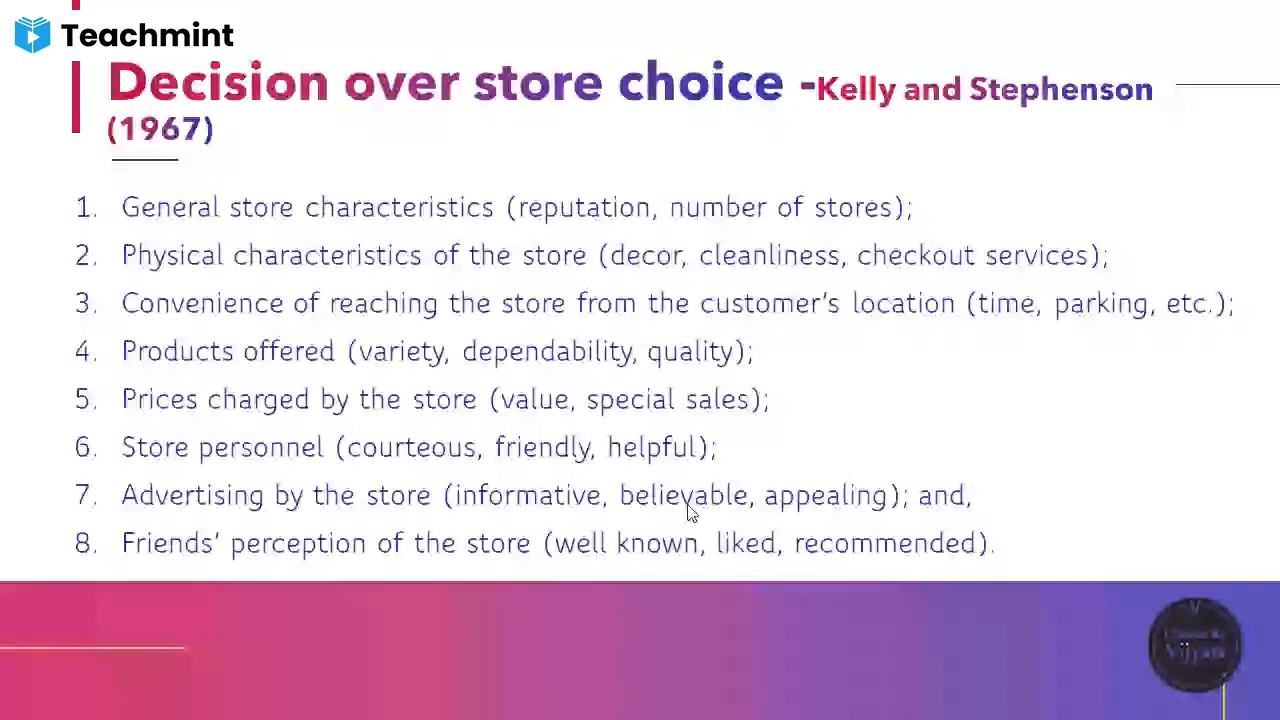 Teachmint
Decision over store choice -Kelly and Stephenson
(1967)
1. General store characteristics (reputation, number of stores);
2. Physical characteristics of the store (decor, cleanliness, checkout services);
3. Convenience of reaching the store from the customer's location (time, parking, etc.);
4. Products offered (variety, dependability, quality);
5. Prices charged by the store (value, special sales);
6. Store personnel (courteous, friendly, helpful);
7. Advertising by the store (informative, believable, appealing); and,
8. Friends' perception of the store (well known, liked, recommended).
V